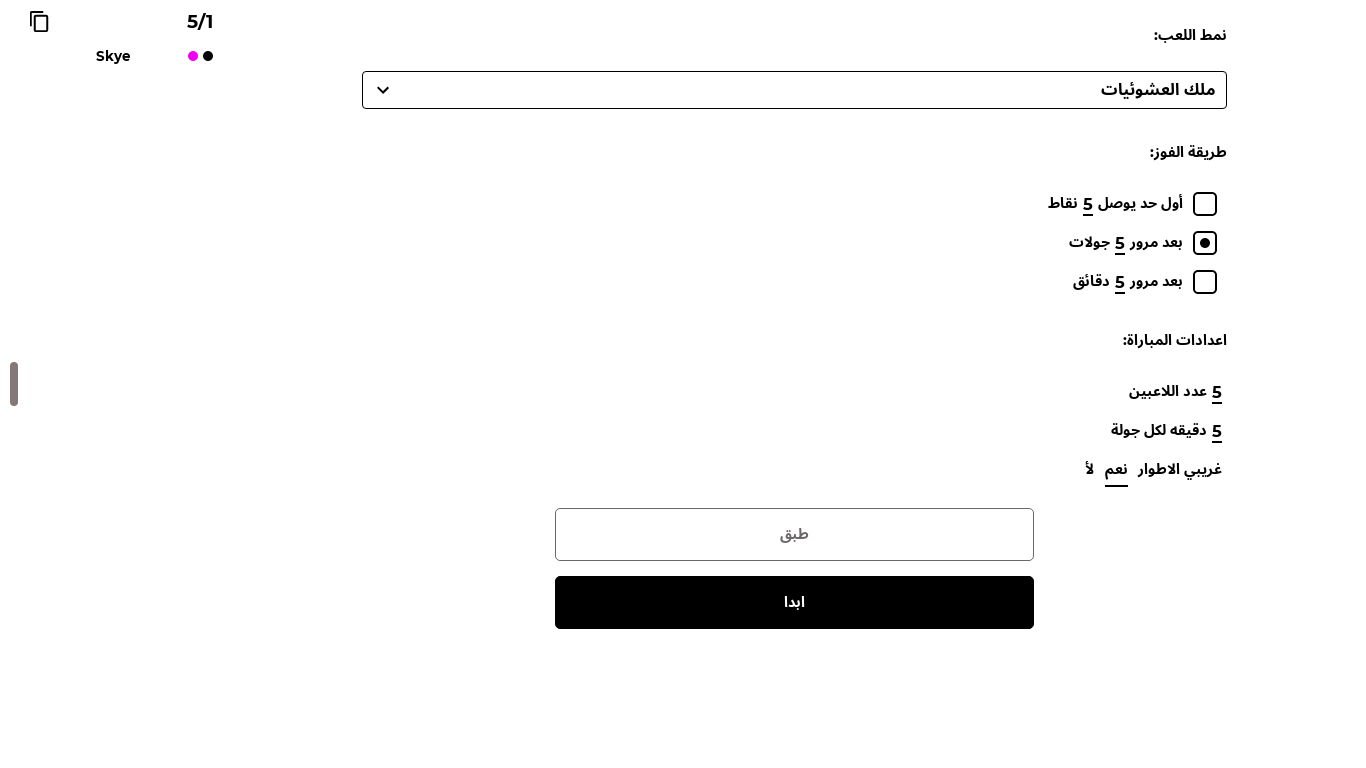 نمط اللعب:
ملك العشوئيات
طريقة الفوز:
أول حد يوصل 5 نقاط
بعد مرور 5 جولات
بعد مرور 5 دقائق
اعدادات المباراة:
5 عدد اللاعبين
5 دقيقه لكل جولة
غريبي الاطوار نعم لأ
طبق
ابدا
5/1
Skye